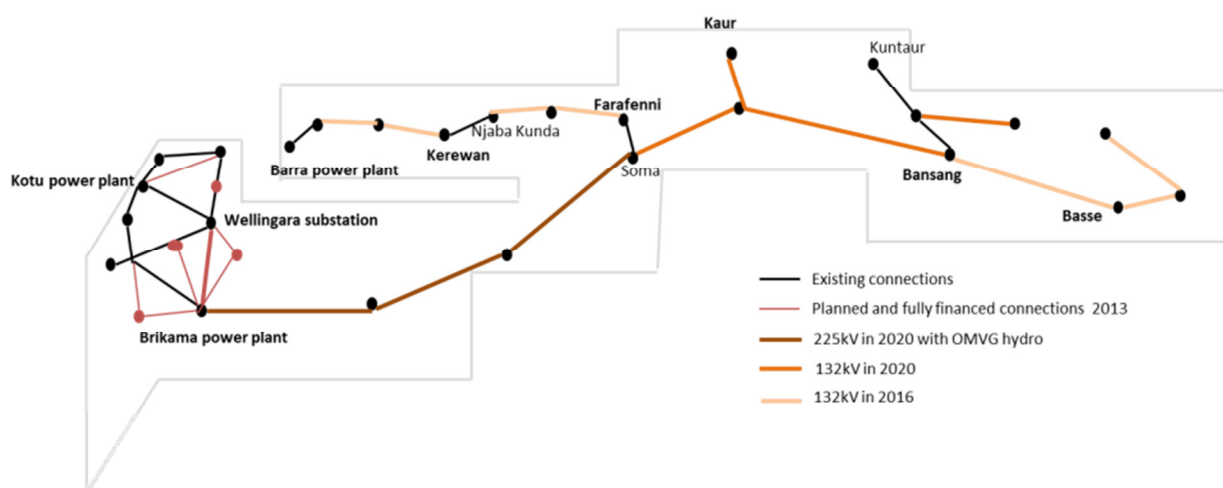 Kaur
Kuntaur
Farafenni
Njaba Kunda
Kerewan
Barra power plant
Soma
Bansang
Kotu power plant
Wellingara substation
Basse
Brikama power plant
Existing connections
Planned and fully financed connections 2013
225kV in 2020 with OMVG hydro
132kV in 2020
132kV in 2016